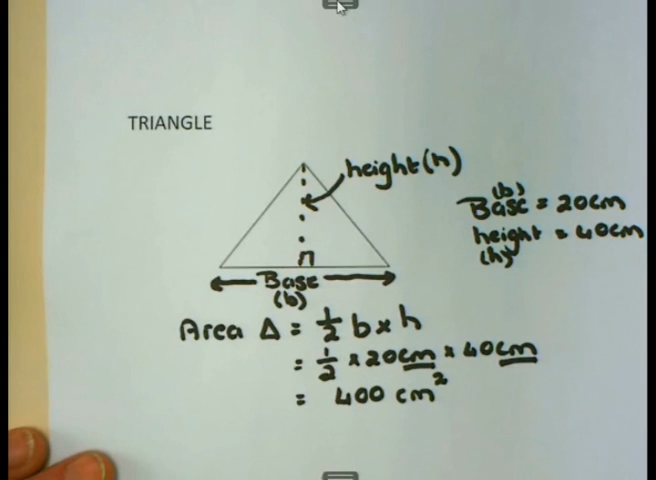 TRIANGLE
height (h)
(b)
Base = 20cm
height = 40cm
(h)
Base
(b)
Area Δ = 1/2 b × h
= 1/2 × 20cm × 40cm
= 400 cm²